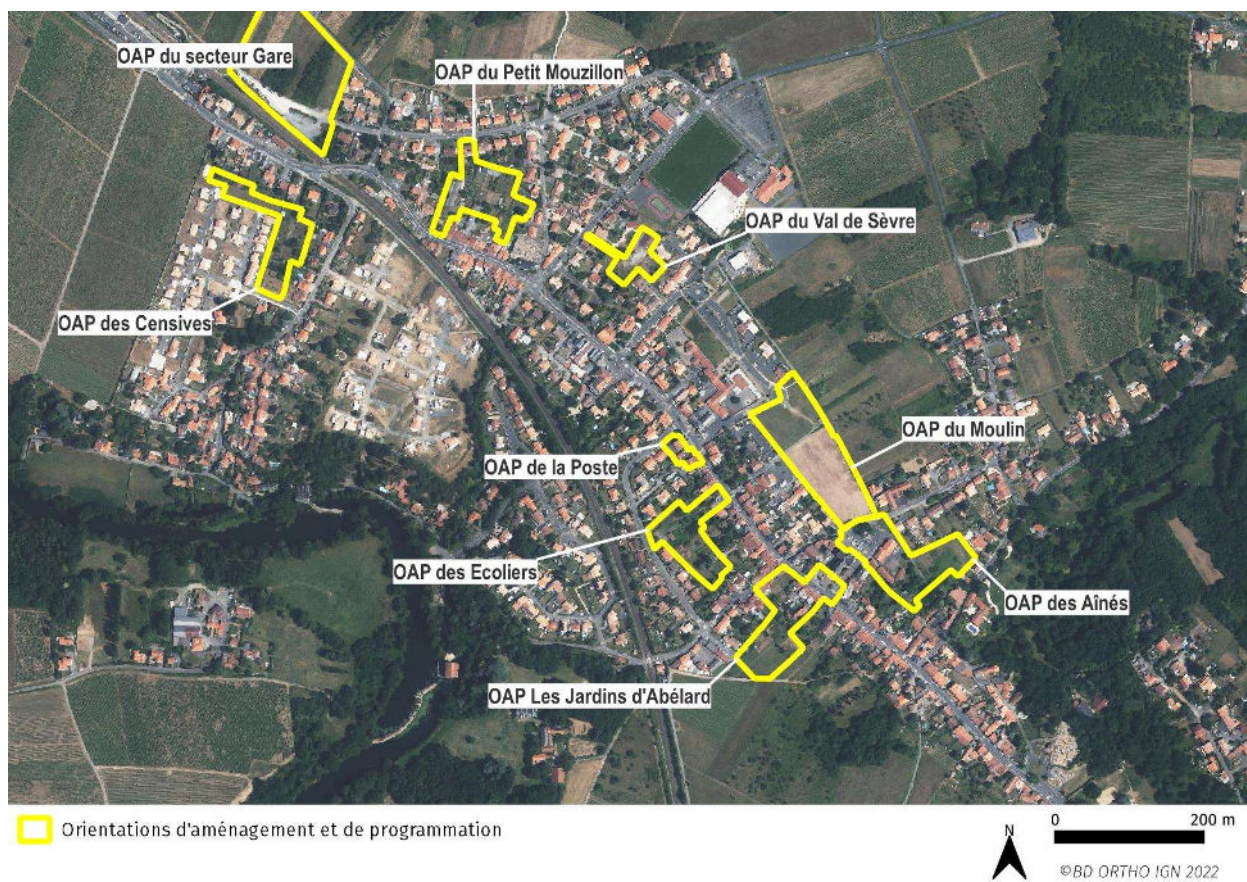 OAP du secteur Gare
OAP du Petit Mouzillon
OAP du Val de Sèvre
OAP des Censives
OAP du Moulin
OAP de la Poste
OAP des Ecoliers
OAP des Aînés
OAP Les Jardins d'Abélard
Orientations d'aménagement et de programmation
N
0 200 m
©BD ORTHO IGN 2022